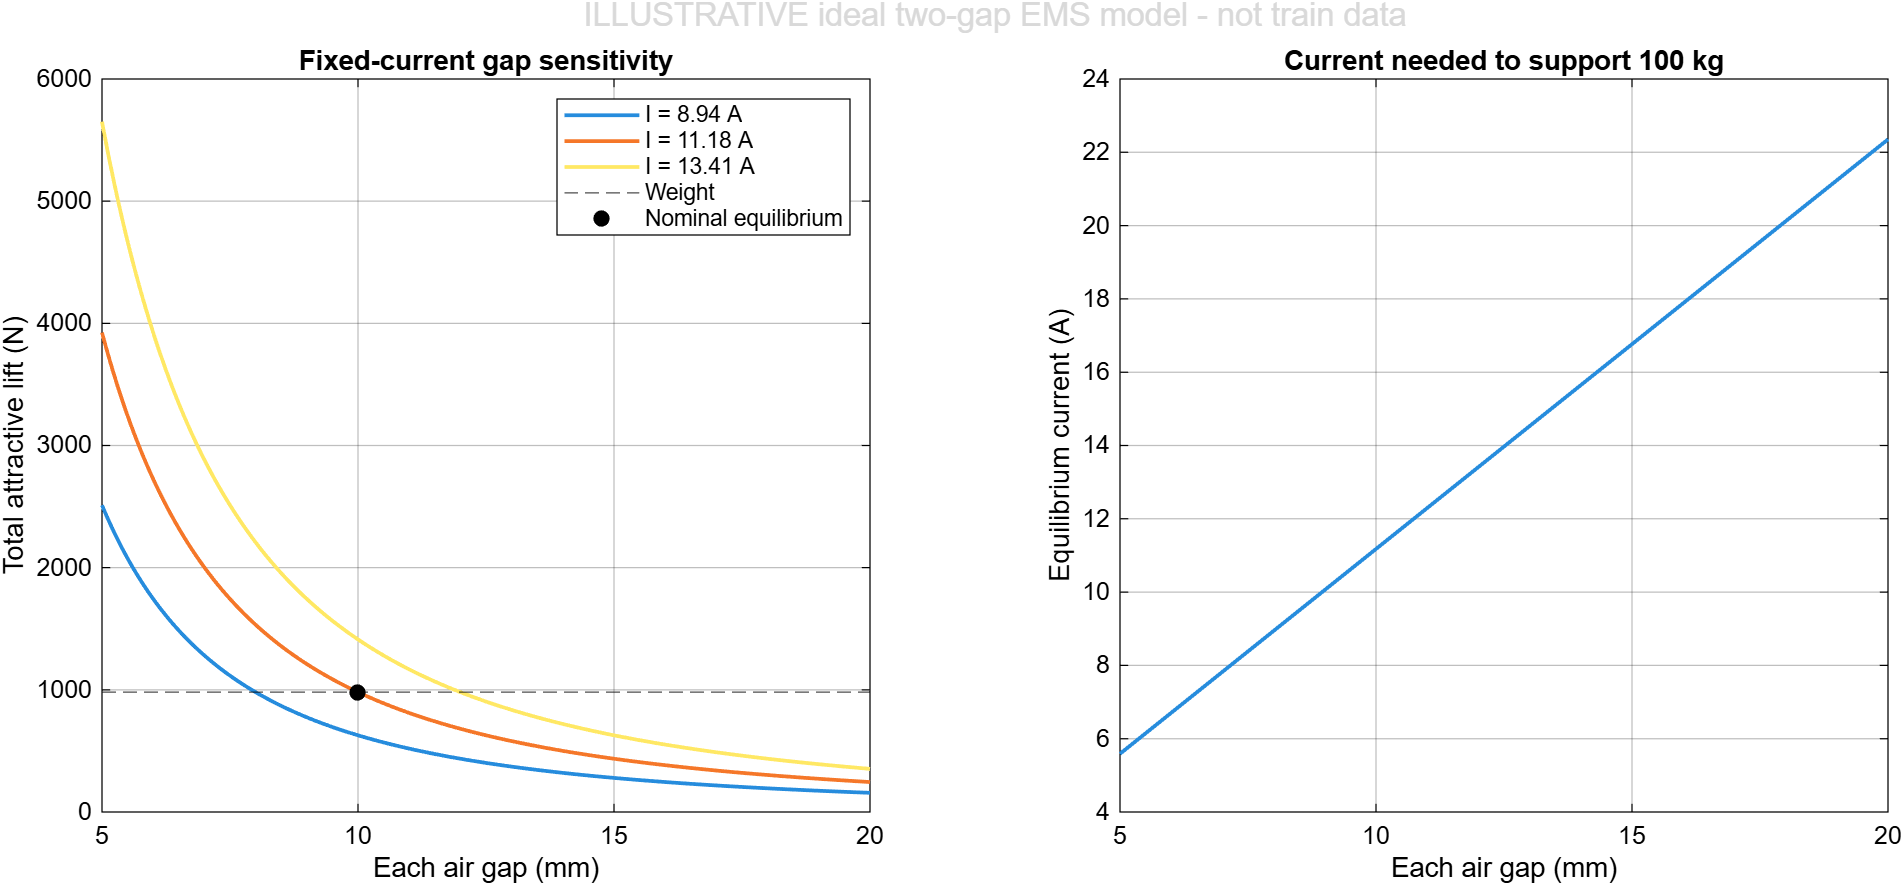 ILLUSTRATIVE ideal two-gap EMS model - not train data
Fixed-current gap sensitivity
6000
5000
4000
3000
2000
1000
0
Total attractive lift (N)
I = 8.94 A
I = 11.18 A
I = 13.41 A
Weight
Nominal equilibrium
5
10
15
20
Each air gap (mm)
Current needed to support 100 kg
24
22
20
18
16
14
12
10
8
6
4
Equilibrium current (A)
5
10
15
20
Each air gap (mm)